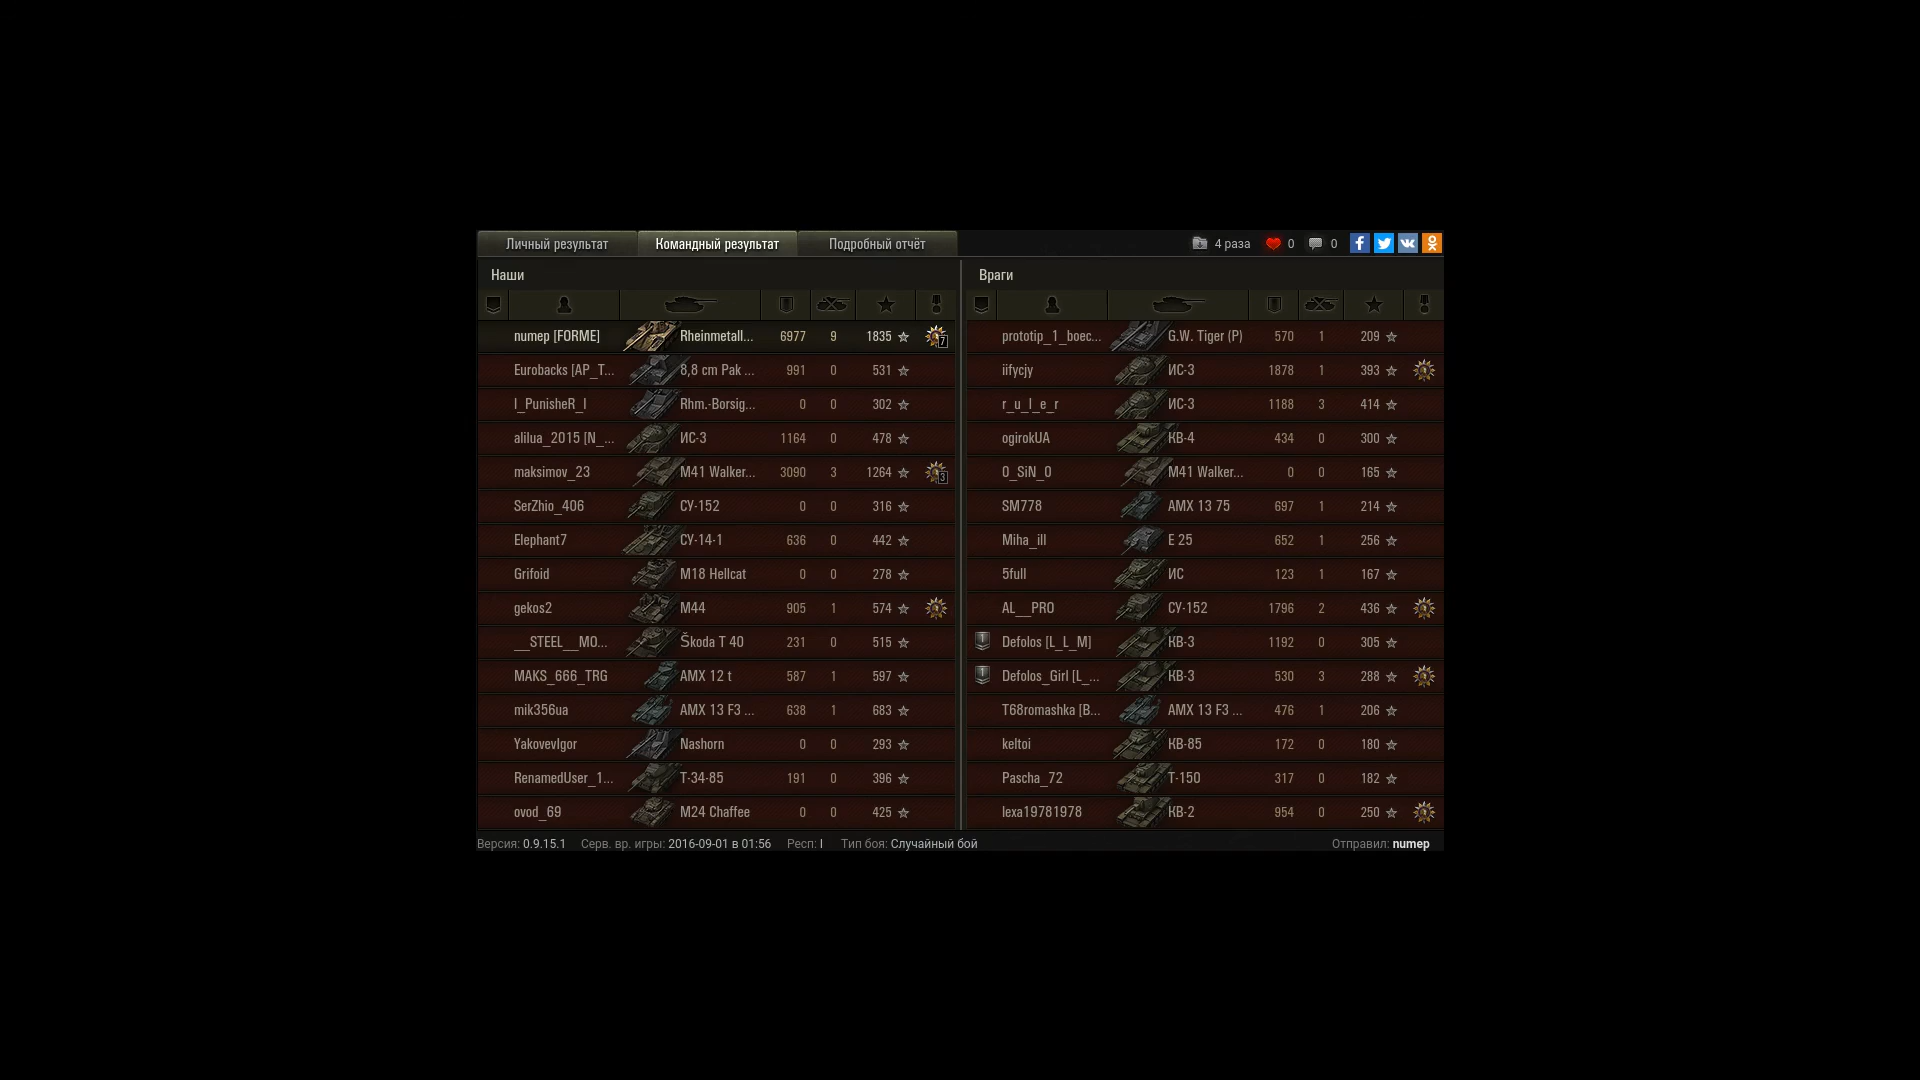 Личный результат Командный результат Подробный отчёт 4 раза 0 0
Наши Враги
numep [FORME] Rheinmetall... 6977 9 1835 7 prototip_1_boec... G.W. Tiger (P) 570 1 209
Eurobacks [AP_T... 8,8 cm Pak ... 991 0 531 iifycjy ИС-3 1878 1 393
I_PunisheR_I Rhm.-Borsig... 0 0 302 r_u_l_e_r ИС-3 1188 3 414
alilua_2015 [N_... ИС-3 1164 0 478 ogirokUA КВ-4 434 0 300
maksimov_23 M41 Walker... 3090 3 1264 3 0_SiN_0 M41 Walker... 0 0 165
SerZhio_406 СУ-152 0 0 316 SM778 AMX 13 75 697 1 214
Elephant7 СУ-14-1 636 0 442 Miha_ill E 25 652 1 256
Grifoid M18 Hellcat 0 0 278 5full ИС 123 1 167
gekos2 M44 905 1 574 AL__PRO СУ-152 1796 2 436
__STEEL__MO... Škoda T 40 231 0 515 Defolos [L_L_M] КВ-3 1192 0 305
MAKS_666_TRG AMX 12 t 587 1 597 Defolos_Girl [L_... КВ-3 530 3 288
mik356ua AMX 13 F3 ... 638 1 683 T68romashka [B... AMX 13 F3 ... 476 1 206
YakovevIgor Nashorn 0 0 293 keltoi КВ-85 172 0 180
RenamedUser_1... Т-34-85 191 0 396 Pascha_72 Т-150 317 0 182
ovod_69 M24 Chaffee 0 0 425 lexa19781978 КВ-2 954 0 250
Версия: 0.9.15.1 Серв. вр. игры: 2016-09-01 в 01:56 Респ: I Тип боя: Случайный бой Отправил: numep